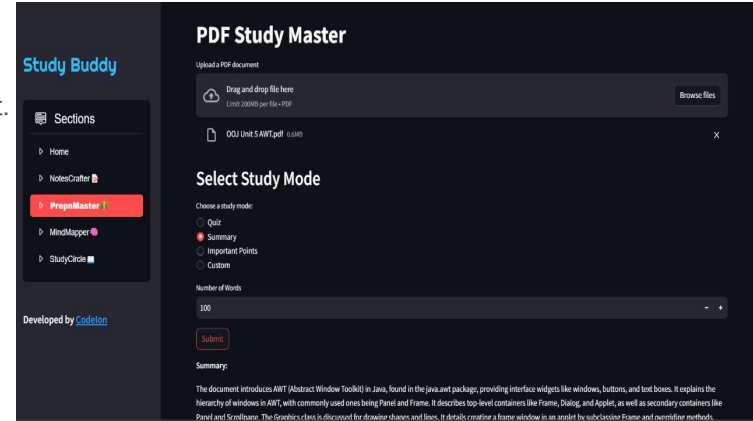 Study Buddy
Sections
Home
NotesCrafter
PrepnMaster
MindMapper
StudyCircle
Developed by Codelon
PDF Study Master
Upload a PDF document
Drag and drop file here
Limit 200MB per file • PDF
Browse files
OOJ Unit 5 AWT.pdf 0.6MB
X
Select Study Mode
Choose a study mode:
Quiz
Summary
Important Points
Custom
Number of Words
100
- +
Submit
Summary:
The document introduces AWT (Abstract Window Toolkit) in Java, found in the java.awt package, providing interface widgets like windows, buttons, and text boxes. It explains the
hierarchy of windows in AWT, with commonly used ones being Panel and Frame. It describes top-level containers like Frame, Dialog, and Applet, as well as secondary containers like
Panel and Scrollpane. The Graphics class is discussed for drawing shapes and lines. It details creating a frame window in an applet by subclassing Frame and overriding methods.